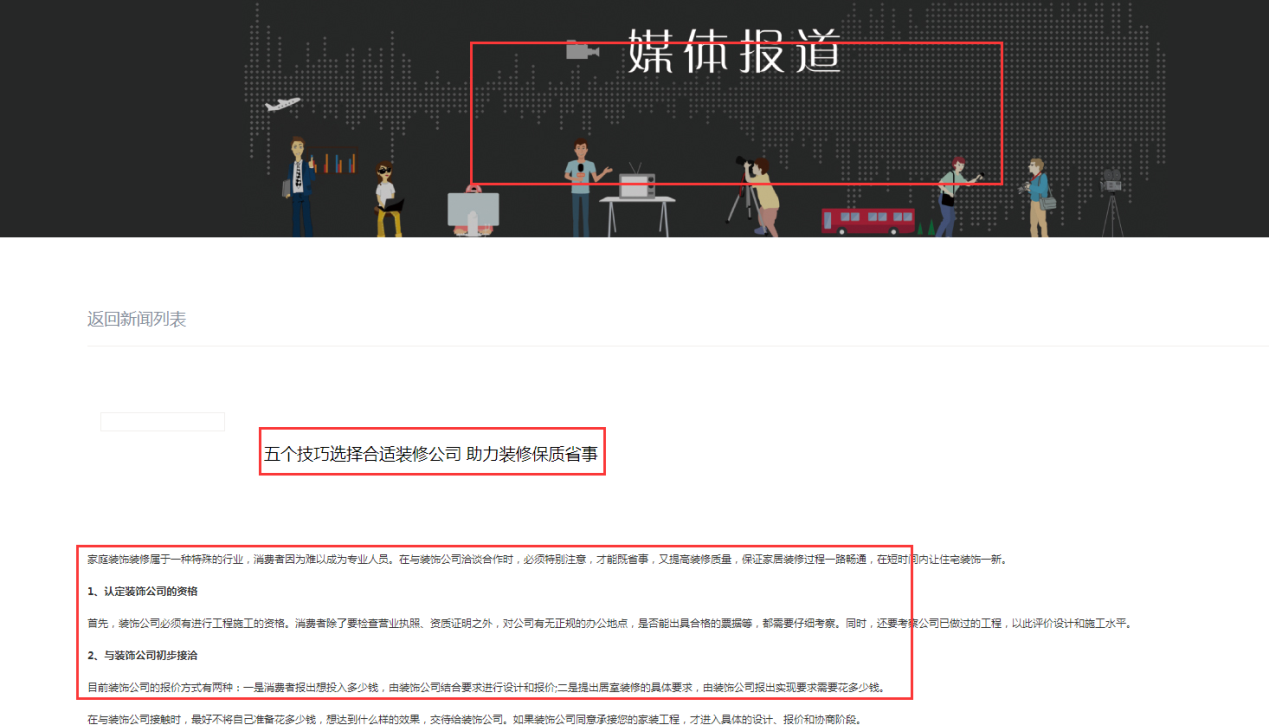 媒体报道
返回新闻列表
五个技巧选择合适装修公司 助力装修保质省事
家庭装饰装修属于一种特殊的行业，消费者因为难以成为专业人员。在与装饰公司洽谈合作时，必须特别注意，才能既省事，又提高装修质量，保证家居装修过程一路畅通，在短时间内让住宅装饰一新。
1、认定装饰公司的资格
首先，装饰公司必须有进行工程施工的资格。消费者除了要检查营业执照、资质证明之外，对公司有无正规的办公地点，是否能出具合格的票据等，都需要仔细考察。同时，还要考察公司已做过的工程，以此评价设计和施工水平。
2、与装饰公司初步接洽
目前装饰公司的报价方式有两种：一是消费者报出想投入多少钱，由装饰公司结合要求进行设计和报价;二是提出居室装修的具体要求，由装饰公司报出实现要求需要花多少钱。
在与装饰公司接触时，最好不将自己准备花多少钱，想达到什么样的效果，交待给装饰公司。如果装饰公司同意承接您的家装工程，才进入具体的设计、报价和协商阶段。